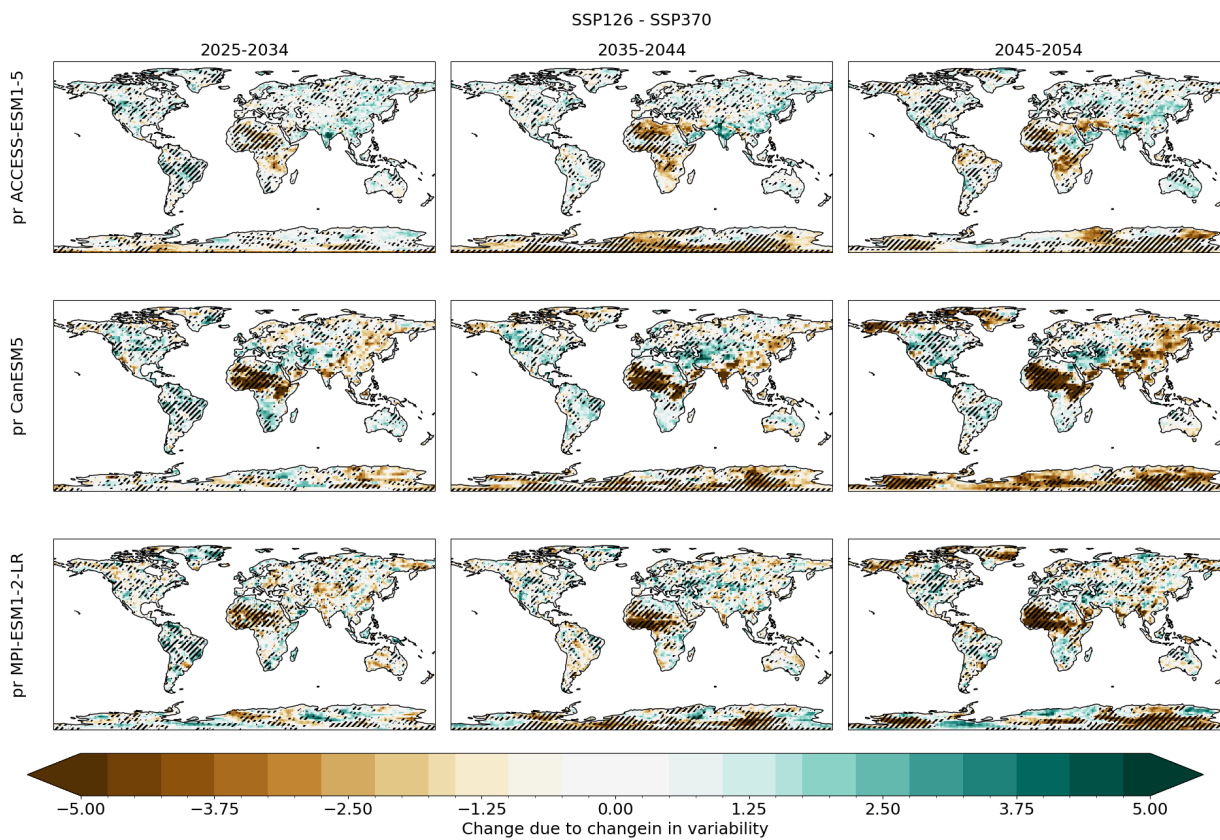 SSP126 - SSP370
2025-2034
2035-2044
2045-2054
pr ACCESS-ESM1-5
pr CanESM5
pr MPI-ESM1-2-LR
−5.00 −3.75 −2.50 −1.25 0.00 1.25 2.50 3.75 5.00
Change due to changein in variability